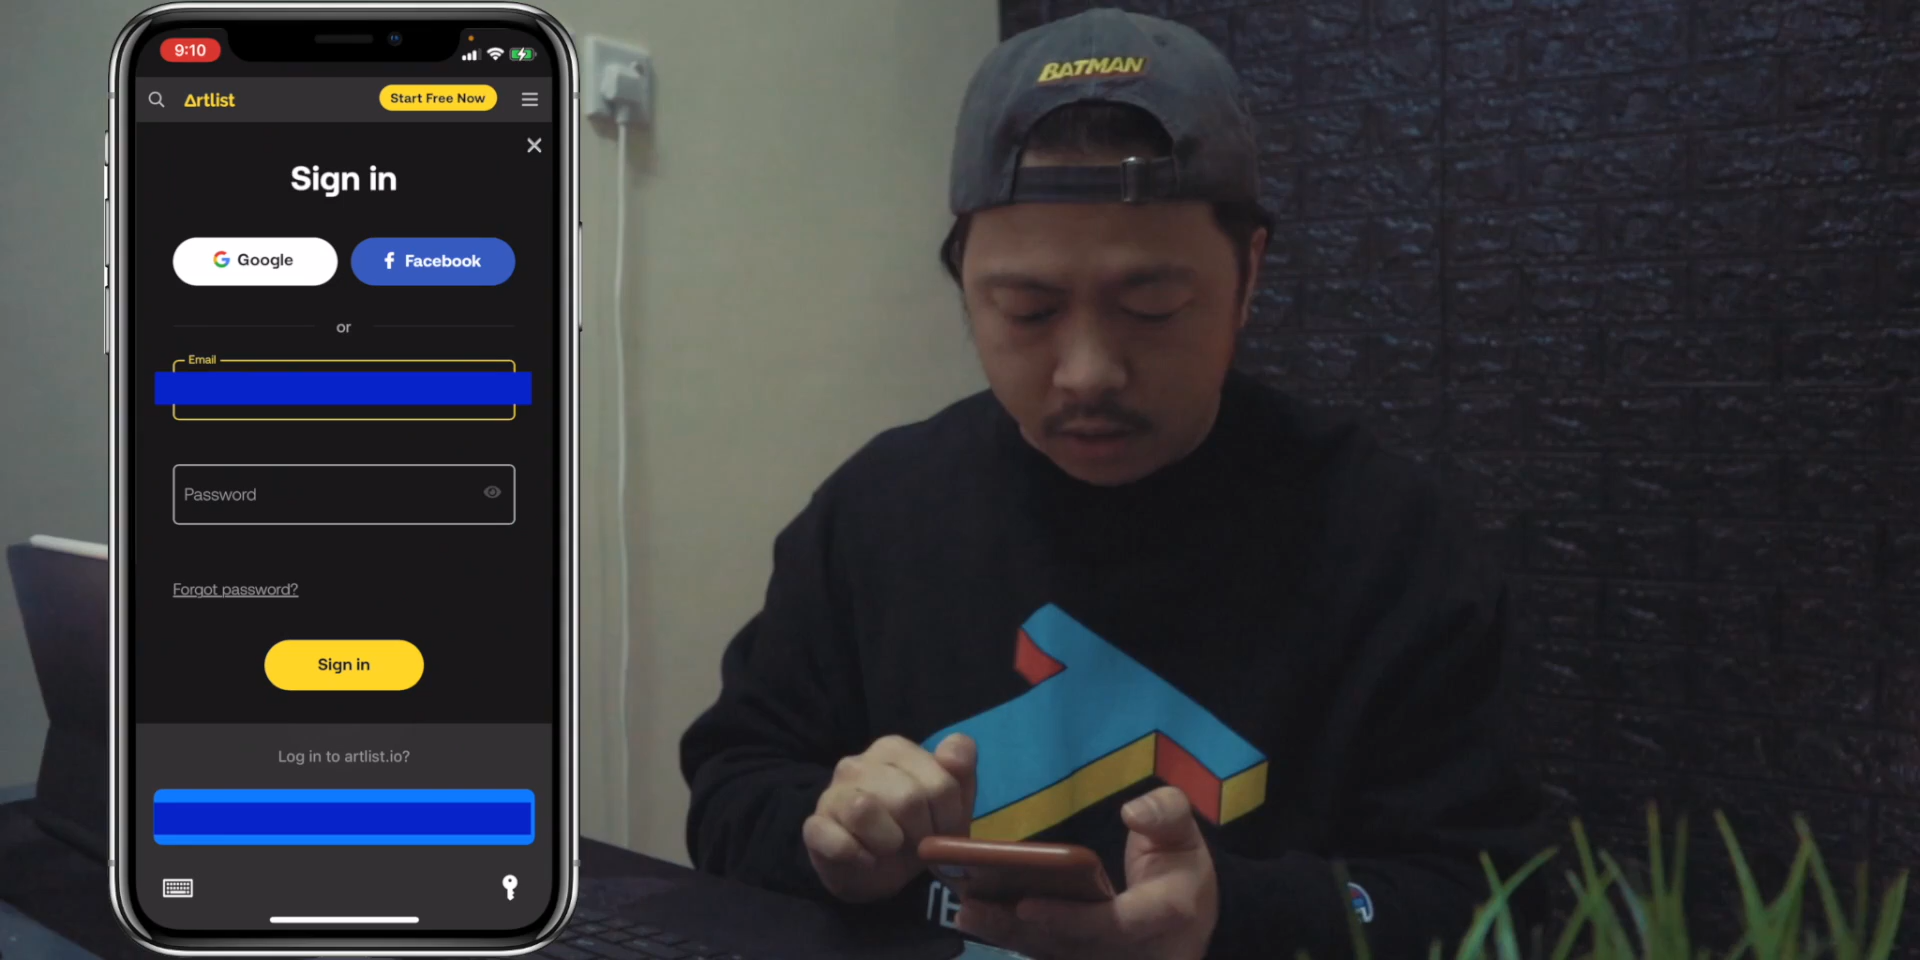 9:10
Artlist
Start Free Now
Sign in
Google
Facebook
or
Email
Password
Forgot password?
Sign in
Log in to artlist.io?
BATMAN